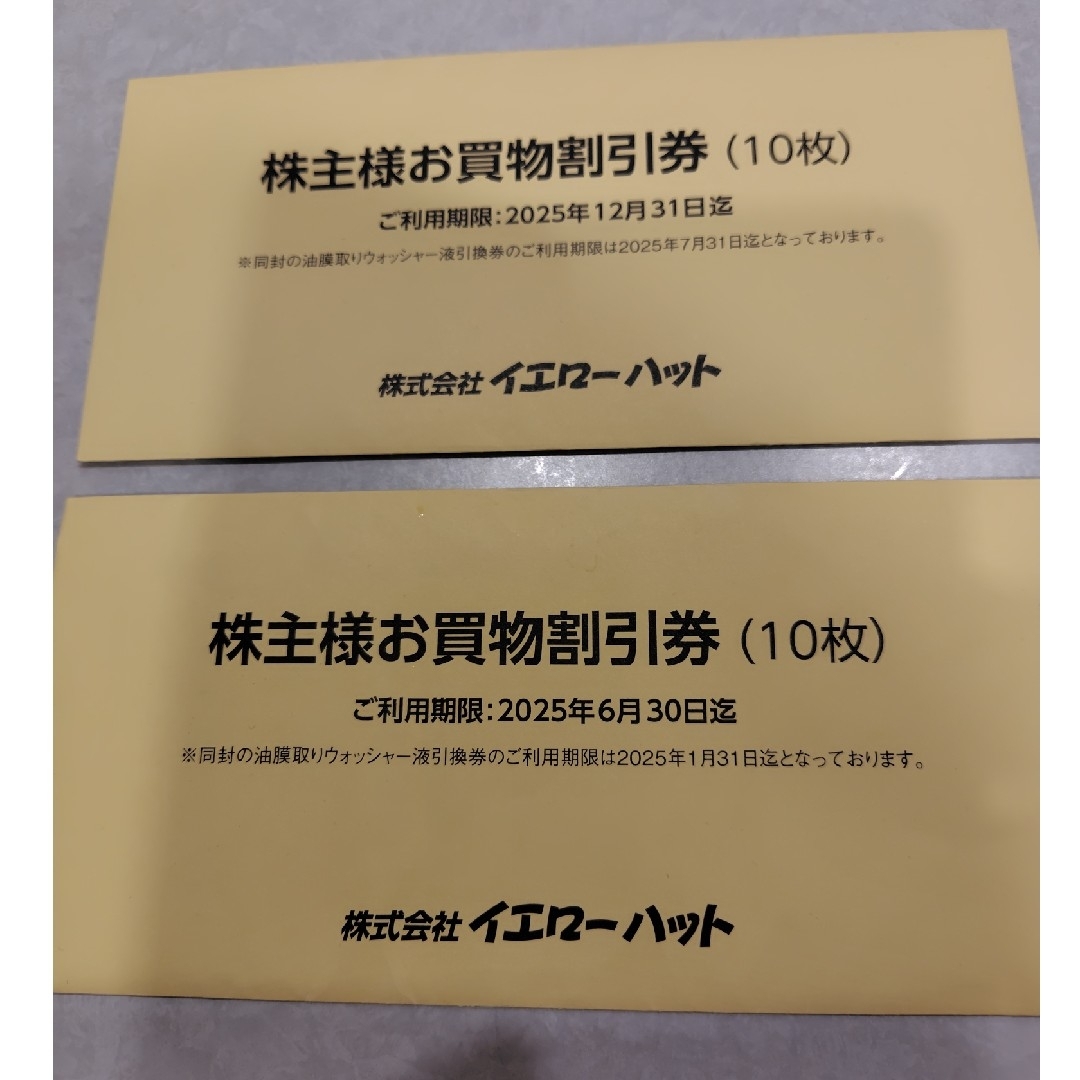 株主様お買物割引券(10枚)
ご利用期限:2025年12月31日迄
※同封の油膜取りウォッシャー液引換券のご利用期限は2025年7月31日迄となっております。
株式会社イエローハット
株主様お買物割引券(10枚)
ご利用期限:2025年6月30日迄
※同封の油膜取りウォッシャー液引換券のご利用期限は2025年1月31日迄となっております。
株式会社イエローハット